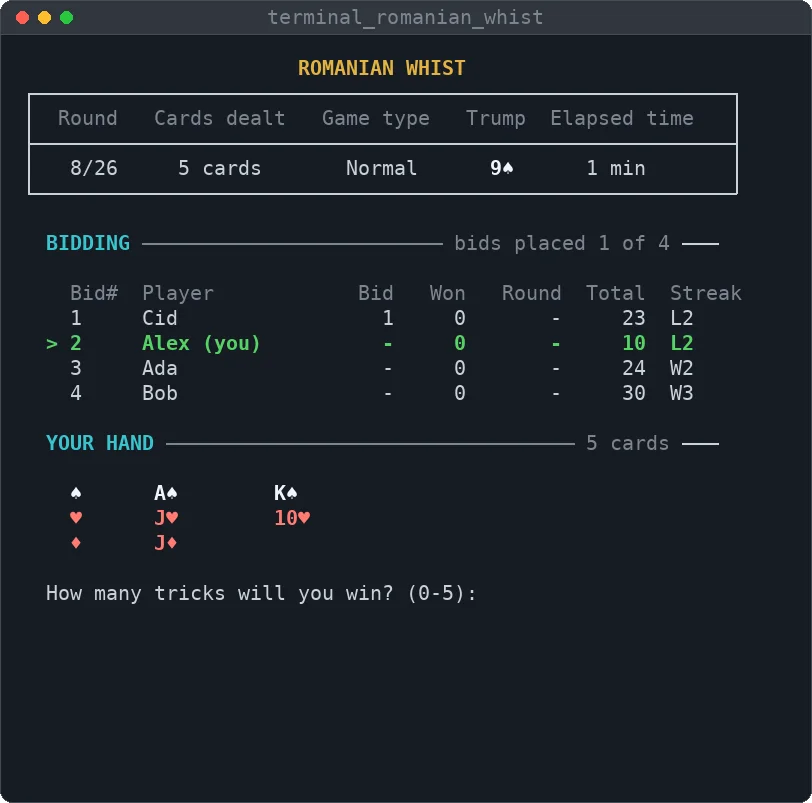 terminal_romanian_whist
ROMANIAN WHIST
Round Cards dealt Game type Trump Elapsed time
8/26 5 cards Normal 9♠ 1 min
BIDDING bids placed 1 of 4
Bid# Player Bid Won Round Total Streak
1 Cid 1 0 - 23 L2
> 2 Alex (you) - 0 - 10 L2
3 Ada - 0 - 24 W2
4 Bob - 0 - 30 W3
YOUR HAND 5 cards
♠ A♠ K♠
♥ J♥ 10♥
♦ J♦
How many tricks will you win? (0-5):